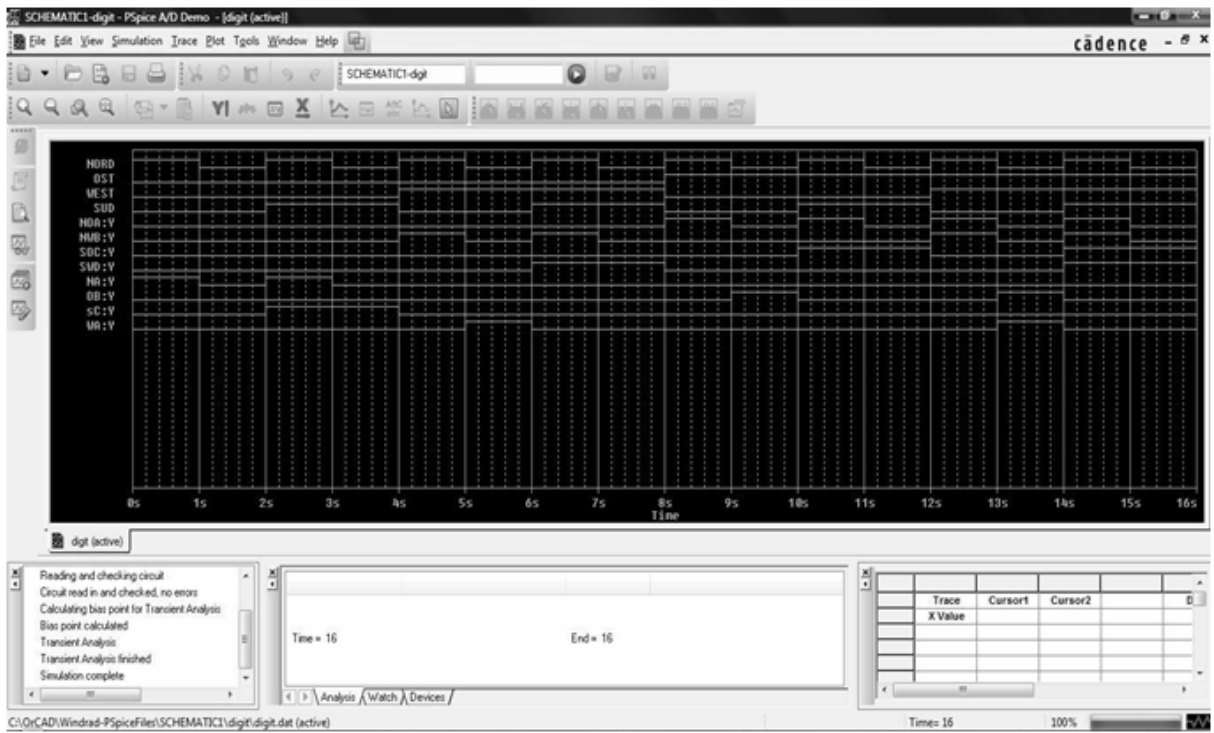 SCHEMATIC1-digit - PSpice A/D Demo - [digit (active)]
File Edit View Simulation Trace Plot Tools Window Help
cādence
SCHEMATIC1-digit
NORD
OST
WEST
SUD
NOA:Y
NWB:Y
SOC:Y
SWD:Y
NA:Y
OB:Y
sC:Y
WA:Y
0s 1s 2s 3s 4s 5s 6s 7s 8s 9s 10s 11s 12s 13s 14s 15s 16s
Time
digit (active)
Reading and checking circuit
Circuit read in and checked, no errors
Calculating bias point for Transient Analysis
Bias point calculated
Transient Analysis
Transient Analysis finished
Simulation complete
Time = 16 End = 16
Analysis Watch Devices
Trace Cursor1 Cursor2 D
X Value
C:\OrCAD\Windrad-PSpiceFiles\SCHEMATIC1\digit\digit.dat (active) Time= 16 100%